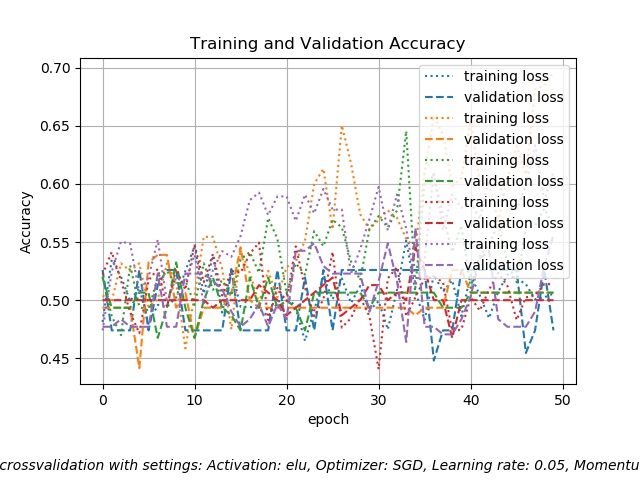 Training and Validation Accuracy
0.70
0.65
0.60
0.55
0.50
0.45
Accuracy
training loss
validation loss
training loss
validation loss
training loss
validation loss
training loss
validation loss
training loss
validation loss
0 10 20 30 40 50
epoch
crossvalidation with settings: Activation: elu, Optimizer: SGD, Learning rate: 0.05, Momentu